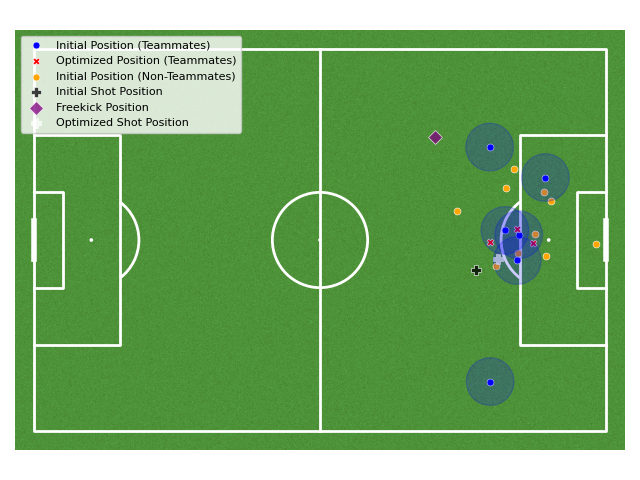 Initial Position (Teammates)
Optimized Position (Teammates)
Initial Position (Non-Teammates)
Initial Shot Position
Freekick Position
Optimized Shot Position